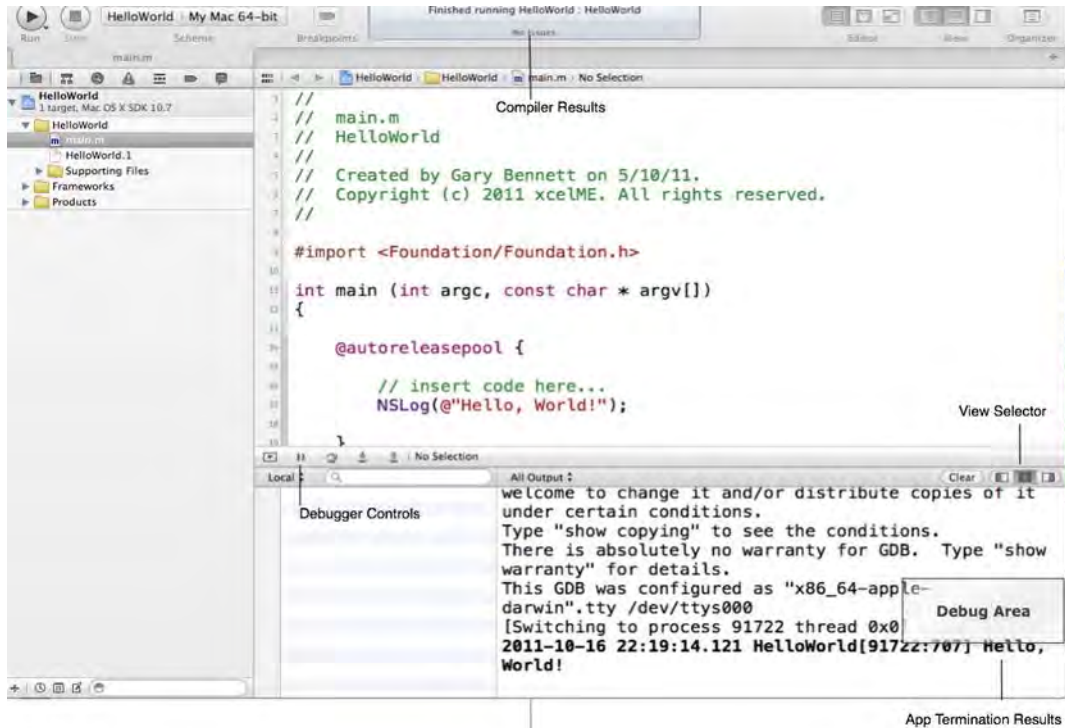 HelloWorld My Mac 64-bit
Finished running HelloWorld : HelloWorld
No Issues
Run Stop Scheme Breakpoints Editor View Organizer
main.m
HelloWorld HelloWorld main.m No Selection
HelloWorld
1 target, Mac OS X SDK 10.7
HelloWorld
main.m
HelloWorld.1
Supporting Files
Frameworks
Products
Compiler Results
//
// main.m
// HelloWorld
//
// Created by Gary Bennett on 5/10/11.
// Copyright (c) 2011 xcelME. All rights reserved.
//
#import <Foundation/Foundation.h>
int main (int argc, const char * argv[])
{
@autoreleasepool {
// insert code here...
NSLog(@"Hello, World!");
}
View Selector
No Selection
Local All Output Clear
Debugger Controls
welcome to change it and/or distribute copies of it
under certain conditions.
Type "show copying" to see the conditions.
There is absolutely no warranty for GDB. Type "show
warranty" for details.
This GDB was configured as "x86_64-apple-
darwin".tty /dev/ttys000
[Switching to process 91722 thread 0x0
Debug Area
2011-10-16 22:19:14.121 HelloWorld[91722:707] Hello,
World!
App Termination Results